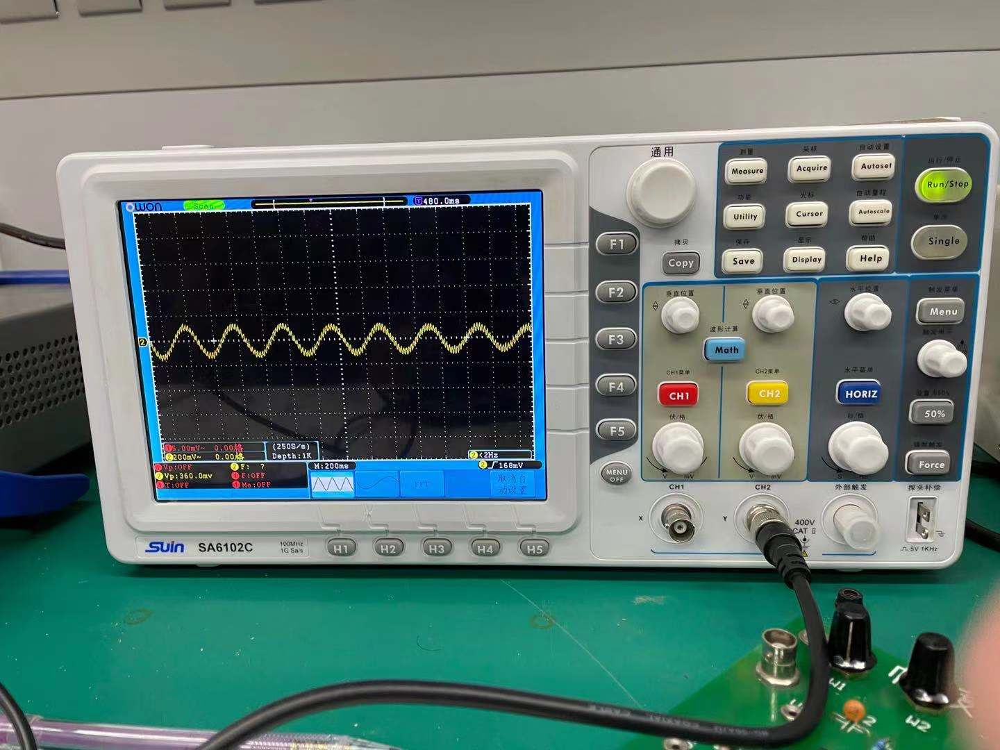 OWON
Scan
T 480.0ms
2
1 5.00mV~ 0.00格
2 200mV~ 0.00格
(250S/s)
Depth:1K
2 <2Hz
1 Vp:OFF
2 F: ?
M:200ms
2 168mV
2 Vp:360.0mv
1 F:OFF
1 T:OFF
1 Ma:OFF
FFT
取消自
动设置
Suin
SA6102C
100MHz
1G Sa/s
H1
H2
H3
H4
H5
F1
F2
F3
F4
F5
MENU
OFF
通用
拷贝
Copy
测量
Measure
采样
Acquire
自动设置
Autoset
功能
Utility
光标
Cursor
自动量程
Autoscale
保存
Save
显示
Display
帮助
Help
运行/停止
Run/Stop
单次
Single
垂直位置
垂直位置
波形计算
Math
CH1菜单
CH1
CH2菜单
CH2
伏/格
V
mV
伏/格
V
mV
水平位置
水平菜单
HORIZ
秒/格
S
触发菜单
Menu
触发电平
设置为50%
50%
强制触发
Force
CH1
X
CH2
Y
400V
CAT II
外部触发
探头补偿
5V 1KHz
W1
W2